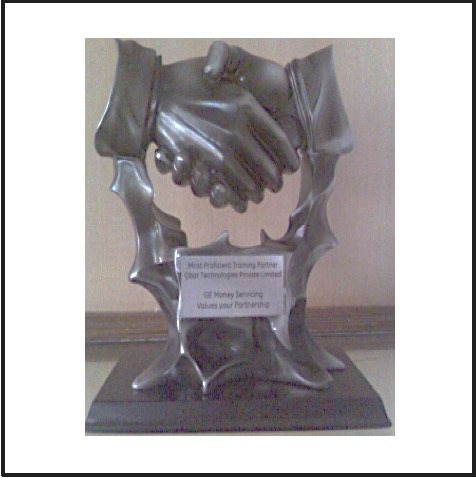 Most Proficient Training Partner
Qbar Technologies Private Limited
GE Money Servicing
Values your Partnership